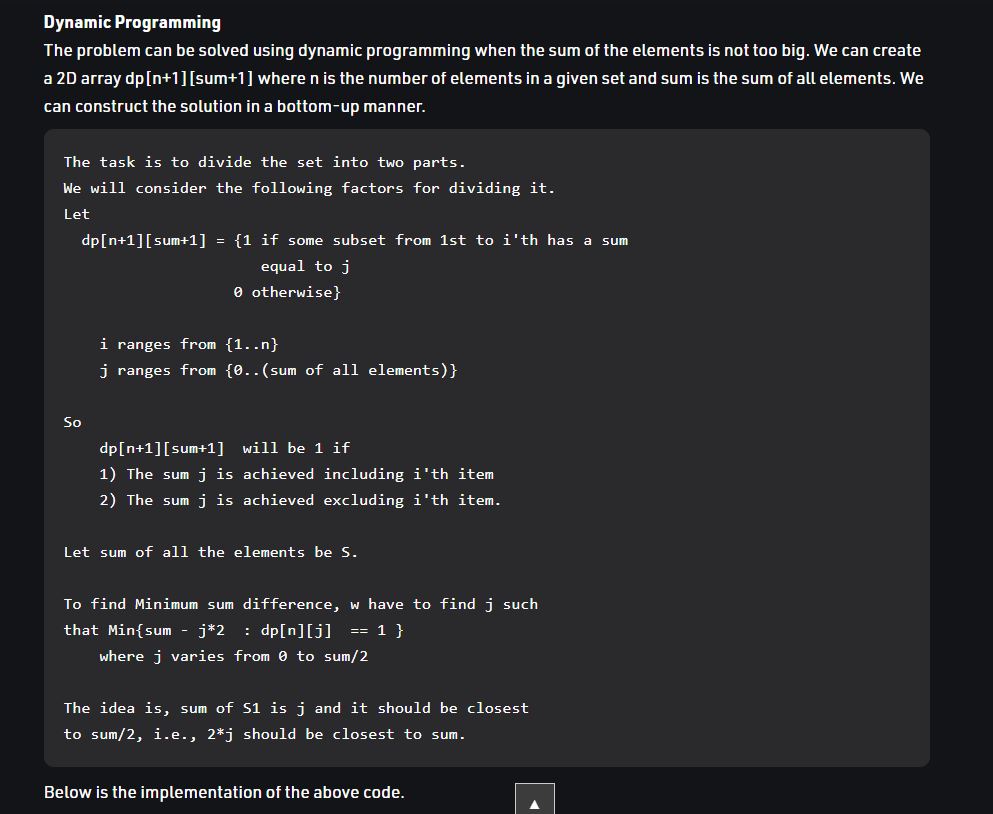 Dynamic Programming
The problem can be solved using dynamic programming when the sum of the elements is not too big. We can create
a 2D array dp[n+1][sum+1] where n is the number of elements in a given set and sum is the sum of all elements. We
can construct the solution in a bottom-up manner.
The task is to divide the set into two parts.
We will consider the following factors for dividing it.
Let
dp[n+1][sum+1] = {1 if some subset from 1st to i'th has a sum
equal to j
0 otherwise}
i ranges from {1..n}
j ranges from {0..(sum of all elements)}
So
dp[n+1][sum+1]  will be 1 if
1) The sum j is achieved including i'th item
2) The sum j is achieved excluding i'th item.
Let sum of all the elements be S.
To find Minimum sum difference, w have to find j such
that Min{sum - j*2  : dp[n][j]  == 1 }
where j varies from 0 to sum/2
The idea is, sum of S1 is j and it should be closest
to sum/2, i.e., 2*j should be closest to sum.
Below is the implementation of the above code.